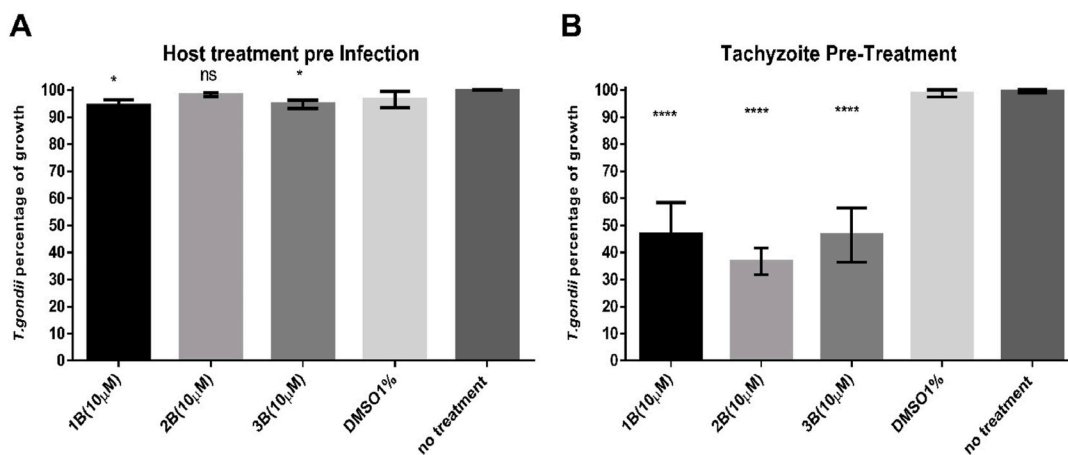 A
Host treatment pre Infection
T.gondii percentage of growth
100
90
80
70
60
50
40
30
20
10
0
*
ns
*
1B(10μM)
2B(10μM)
3B(10μM)
DMSO1%
no treatment
B
Tachyzoite Pre-Treatment
T.gondii percentage of growth
100
90
80
70
60
50
40
30
20
10
0
****
****
****
1B(10μM)
2B(10μM)
3B(10μM)
DMSO1%
no treatment